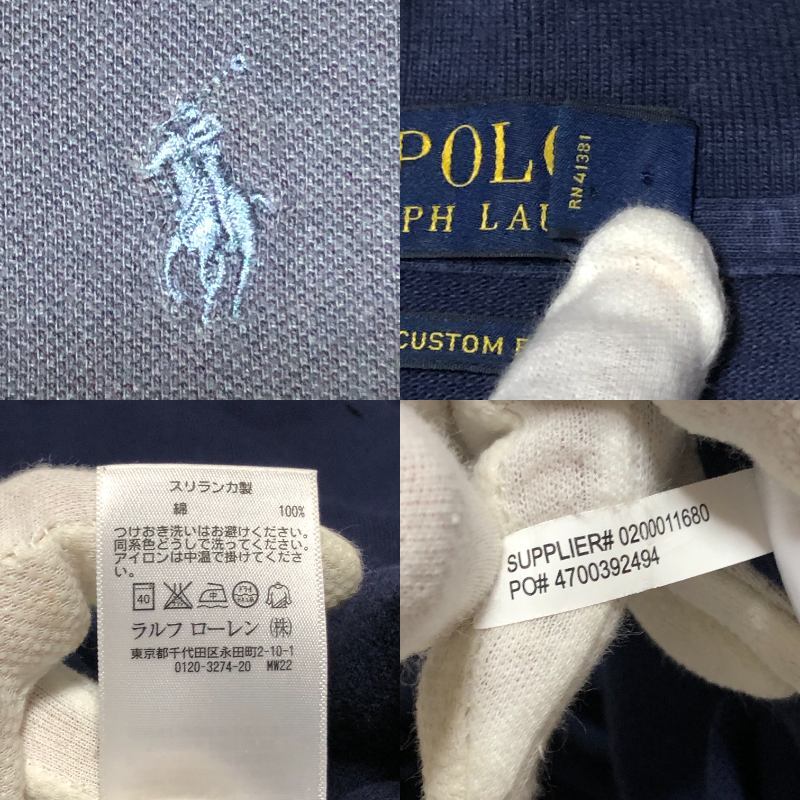 POLO
RN41381
PH LAU
CUSTOM
スリランカ製
綿 100%
つけおき洗いはお避けください。
同系色どうしで洗ってください。
アイロンは中温で掛けてくださ
い。
40 中
ラルフ ローレン (株)
東京都千代田区永田町2-10-1
0120-3274-20 MW22
SUPPLIER# 0200011680
PO# 4700392494